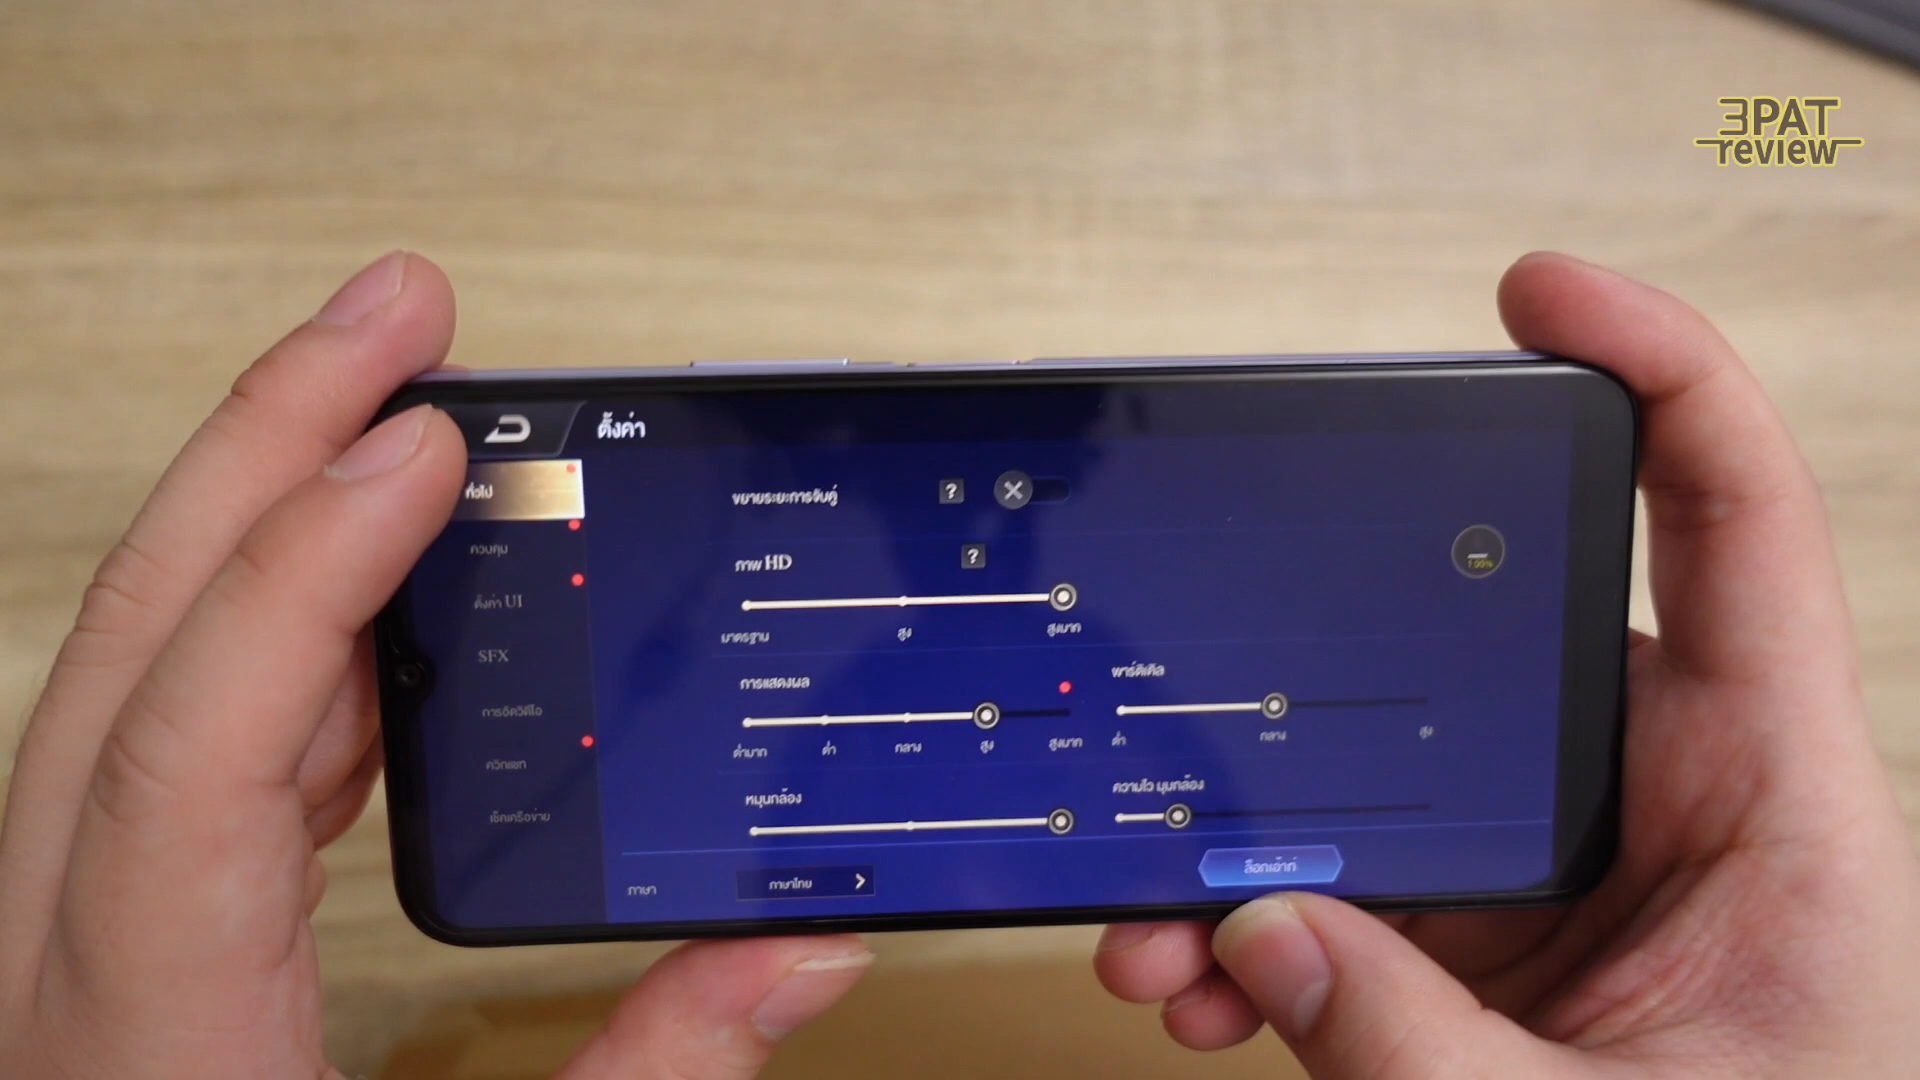 3PAT
review
ตั้งค่า
ทั่วไป
ควบคุม
ตั้งค่า UI
SFX
การอัดวิดีโอ
ควิกแชท
เช็กเครือข่าย
ขยายระยะการจับคู่ ?
ภาพ HD ?
มาตรฐาน สูง สูงมาก
การแสดงผล
ต่ำมาก ต่ำ กลาง สูง สูงมาก
พาร์ติเคิล
ต่ำ กลาง สูง
หมุนกล้อง
ความไว มุมกล้อง
ภาษา ภาษาไทย
ล็อกเอ้าท์
1.00%